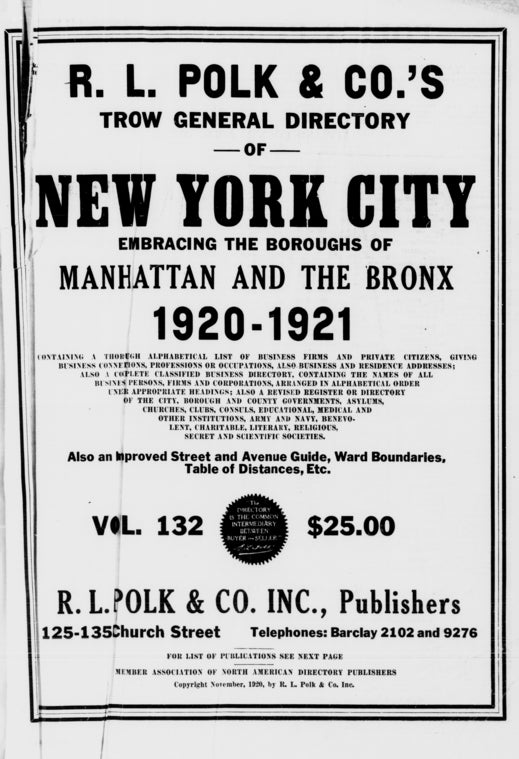 R. L. POLK & CO.'S
TROW GENERAL DIRECTORY
— OF —
NEW YORK CITY
EMBRACING THE BOROUGHS OF
MANHATTAN AND THE BRONX
1920-1921
CONTAINING A THOROUGH ALPHABETICAL LIST OF BUSINESS FIRMS AND PRIVATE CITIZENS, GIVING
BUSINESS CONNECTIONS, PROFESSIONS OR OCCUPATIONS, ALSO BUSINESS AND RESIDENCE ADDRESSES;
ALSO A COMPLETE CLASSIFIED BUSINESS DIRECTORY, CONTAINING THE NAMES OF ALL
BUSINESS PERSONS, FIRMS AND CORPORATIONS, ARRANGED IN ALPHABETICAL ORDER
UNDER APPROPRIATE HEADINGS; ALSO A REVISED REGISTER OR DIRECTORY
OF THE CITY, BOROUGH AND COUNTY GOVERNMENTS, ASYLUMS,
CHURCHES, CLUBS, CONSULS, EDUCATIONAL, MEDICAL AND
OTHER INSTITUTIONS, ARMY AND NAVY, BENEVO-
LENT, CHARITABLE, LITERARY, RELIGIOUS,
SECRET AND SCIENTIFIC SOCIETIES.
Also an Improved Street and Avenue Guide, Ward Boundaries,
Table of Distances, Etc.
VOL. 132
The
DIRECTORY
IS THE COMMON
INTERMEDIARY
BETWEEN
BUYER — SELLER
R. L. Polk
$25.00
R. L. POLK & CO. INC., Publishers
125-135 Church Street Telephones: Barclay 2102 and 9276
FOR LIST OF PUBLICATIONS SEE NEXT PAGE
MEMBER ASSOCIATION OF NORTH AMERICAN DIRECTORY PUBLISHERS
Copyright November, 1920, by R. L. Polk & Co. Inc.